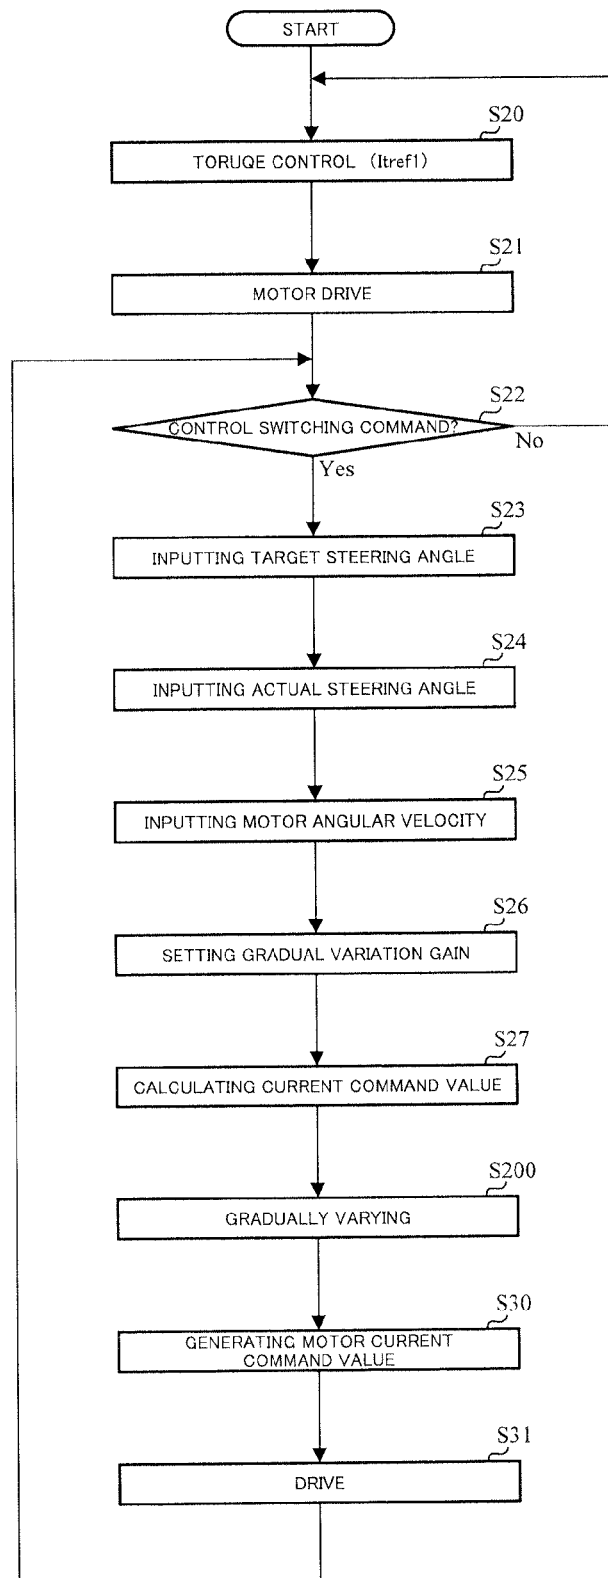 START
S20
TORUQE CONTROL (Itref1)
S21
MOTOR DRIVE
S22
CONTROL SWITCHING COMMAND?
No
Yes
S23
INPUTTING TARGET STEERING ANGLE
S24
INPUTTING ACTUAL STEERING ANGLE
S25
INPUTTING MOTOR ANGULAR VELOCITY
S26
SETTING GRADUAL VARIATION GAIN
S27
CALCULATING CURRENT COMMAND VALUE
S200
GRADUALLY VARYING
S30
GENERATING MOTOR CURRENT
COMMAND VALUE
S31
DRIVE